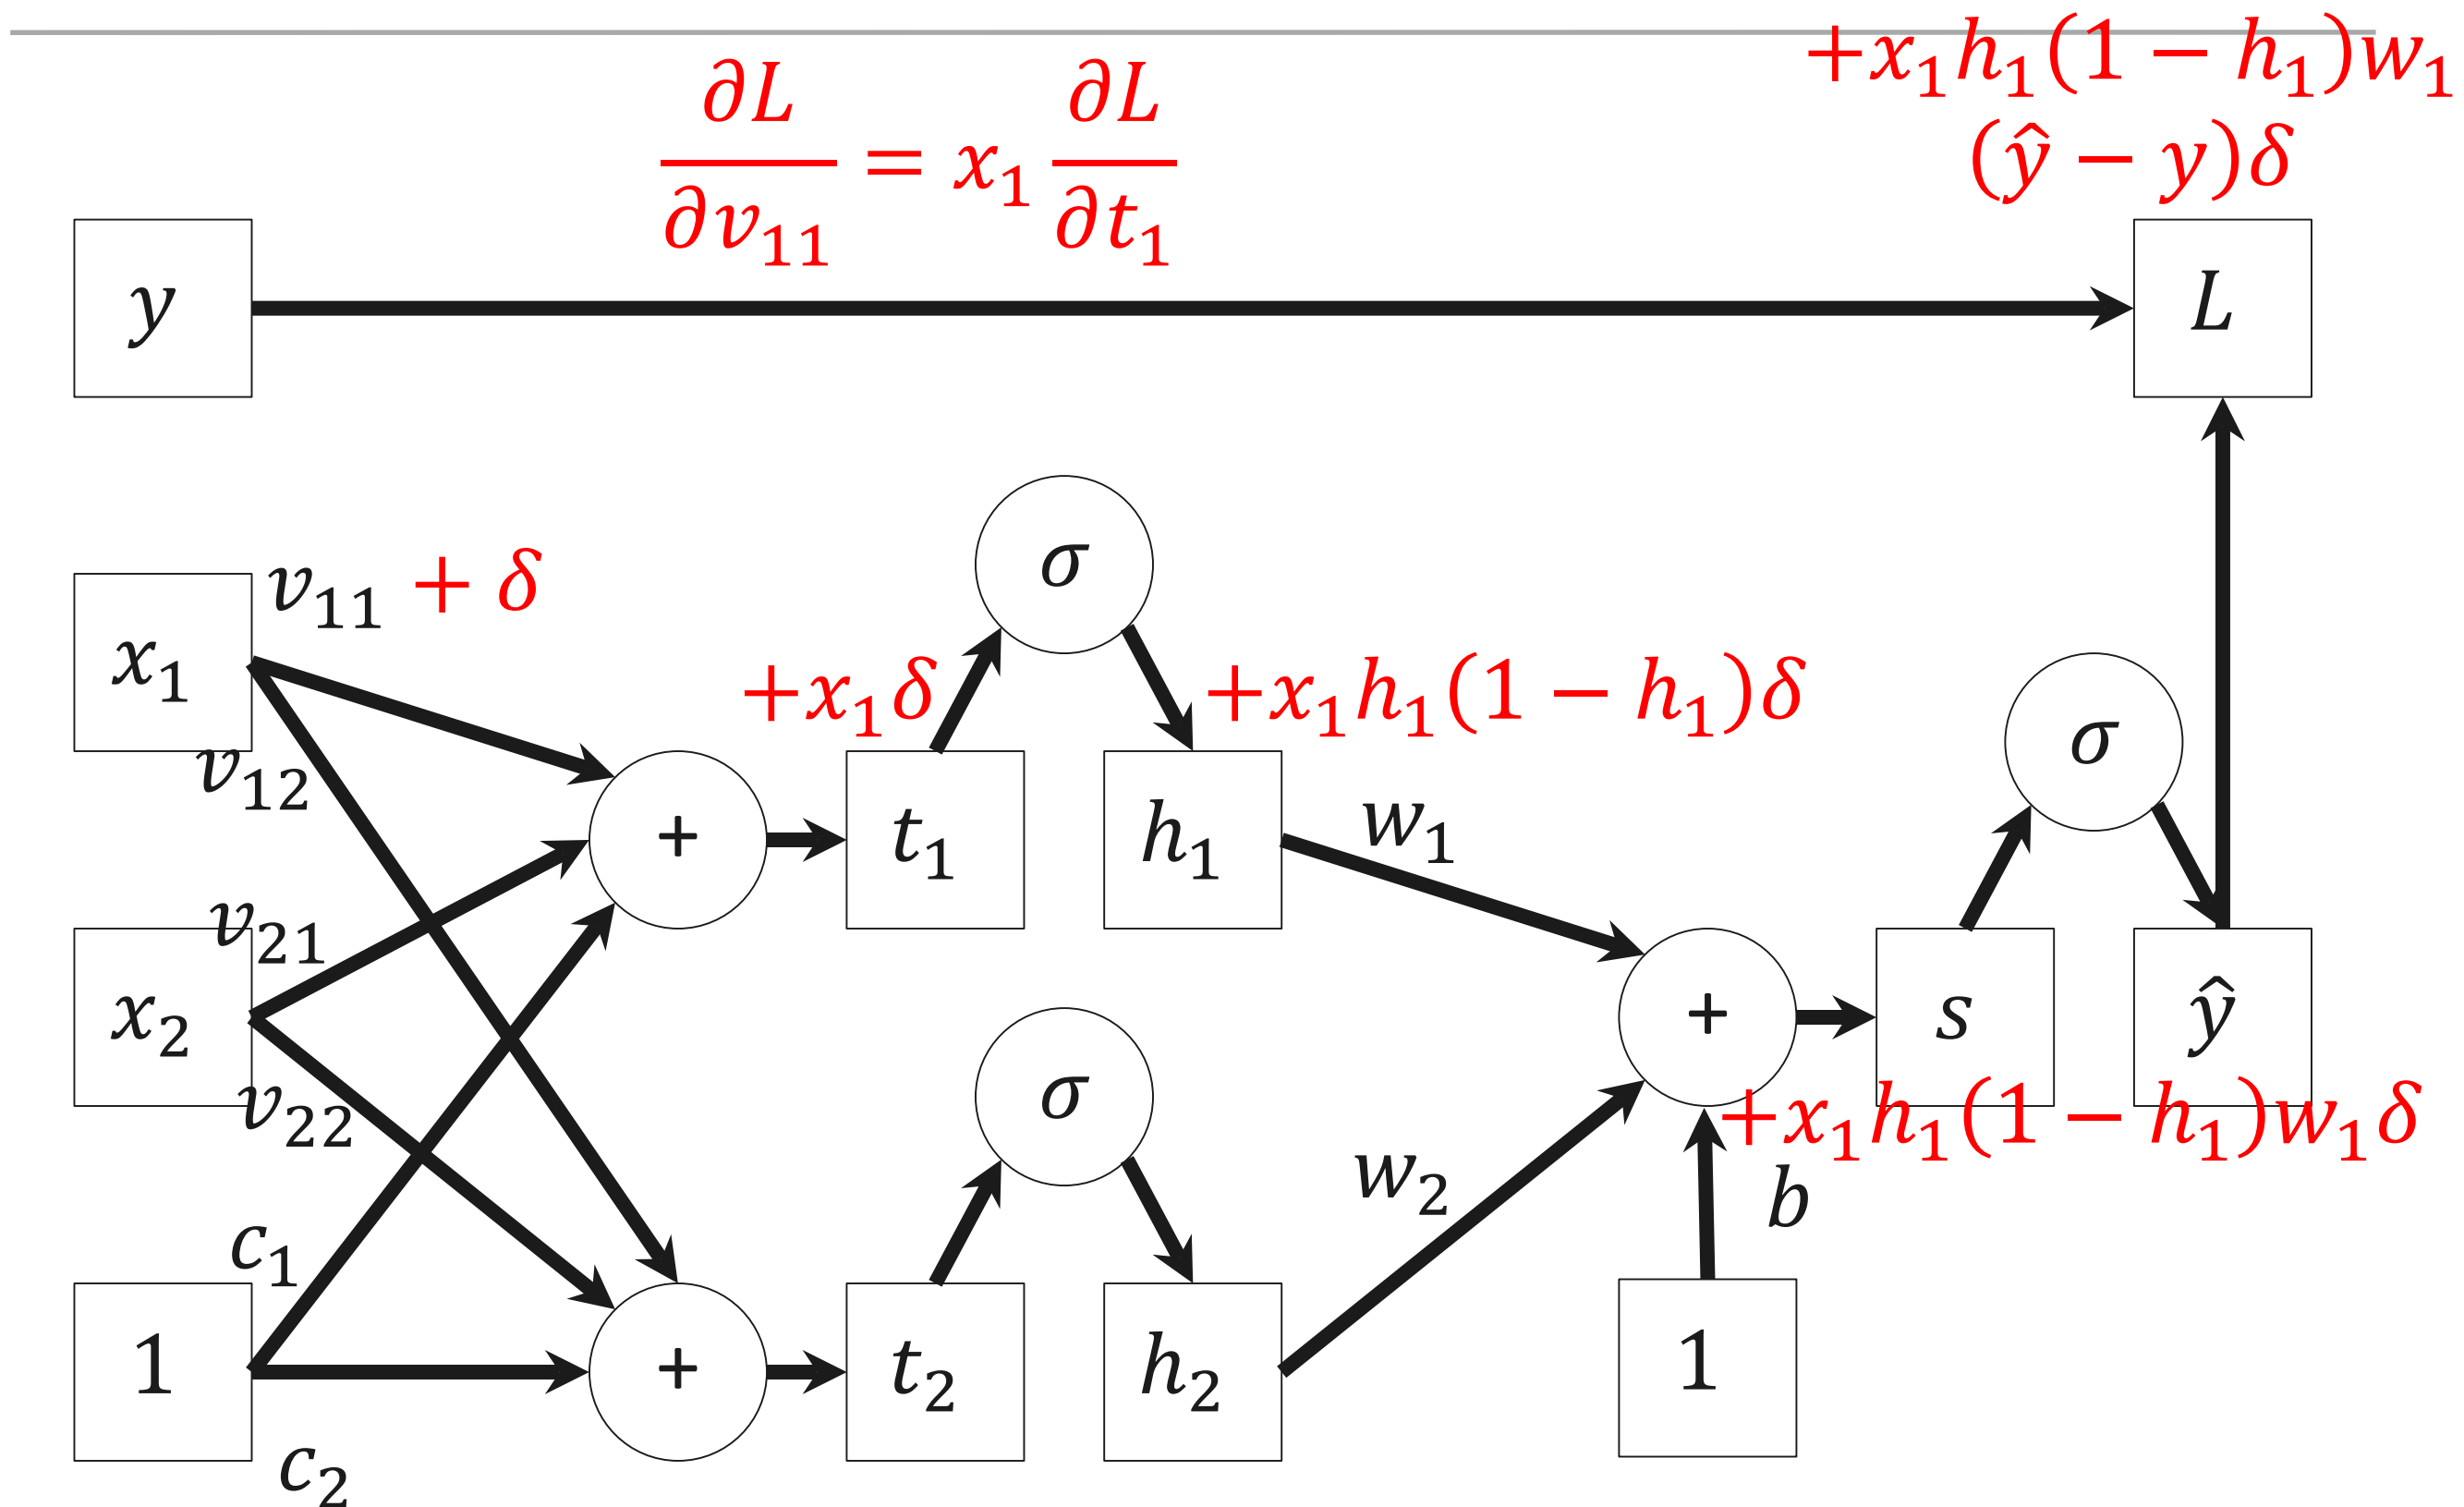 +x₁h₁(1 − h₁)w₁
(ŷ − y)δ
∂L/∂v₁₁ = x₁ ∂L/∂t₁
y
L
σ
v₁₁ + δ
x₁
+x₁δ
+x₁h₁(1 − h₁)δ
σ
v₁₂
+
t₁
h₁
w₁
v₂₁
x₂
+
s
ŷ
v₂₂
σ
+x₁h₁(1 − h₁)w₁δ
w₂
b
c₁
1
+
t₂
h₂
1
c₂